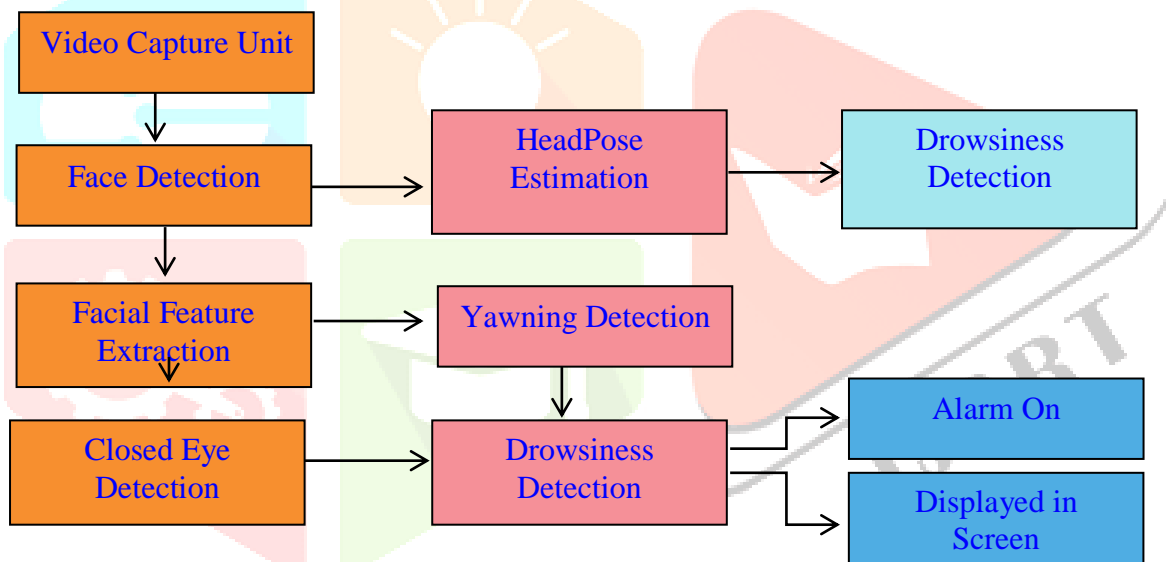 Video Capture Unit
Face Detection
HeadPose
Estimation
Drowsiness
Detection
Facial Feature
Extraction
Yawning Detection
Closed Eye
Detection
Drowsiness
Detection
Alarm On
Displayed in
Screen